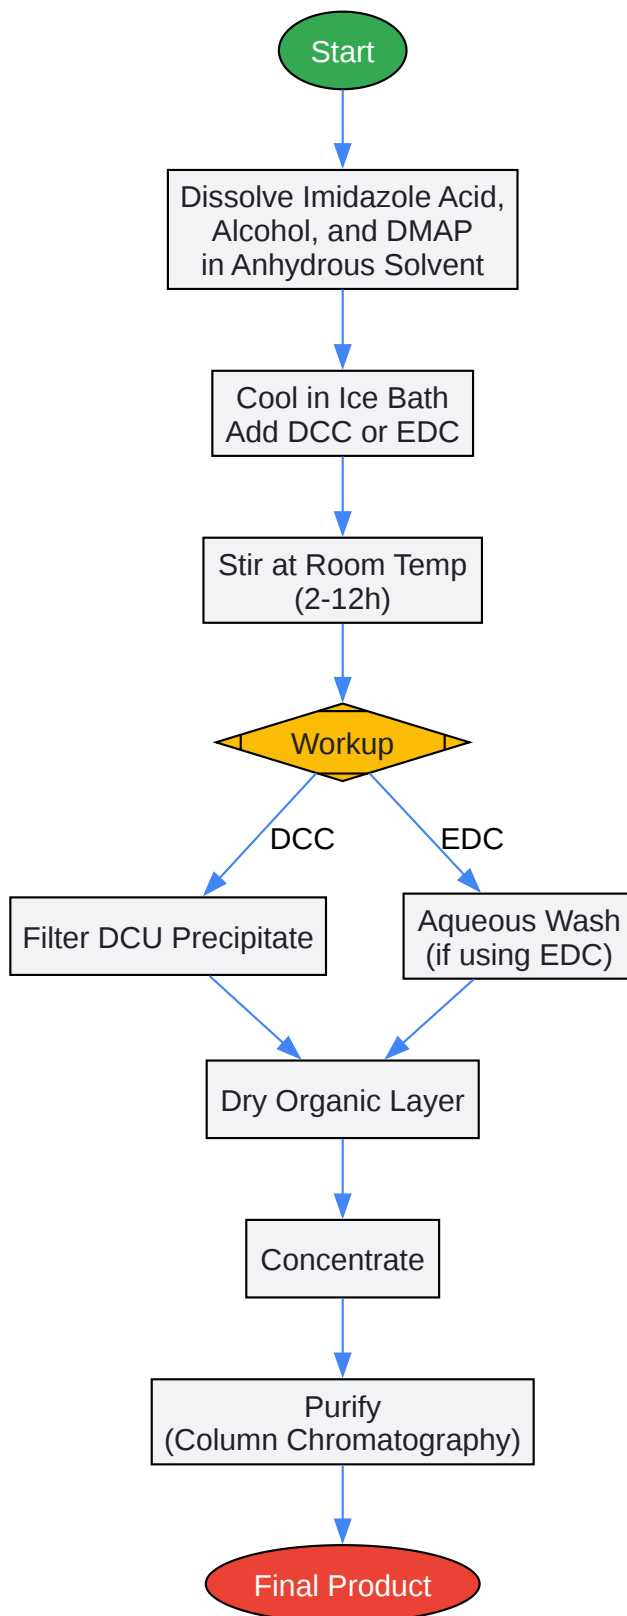 Start
Dissolve Imidazole Acid,
Alcohol, and DMAP
in Anhydrous Solvent
Cool in Ice Bath
Add DCC or EDC
Stir at Room Temp
(2-12h)
Workup
DCC
EDC
Filter DCU Precipitate
Aqueous Wash
(if using EDC)
Dry Organic Layer
Concentrate
Purify
(Column Chromatography)
Final Product